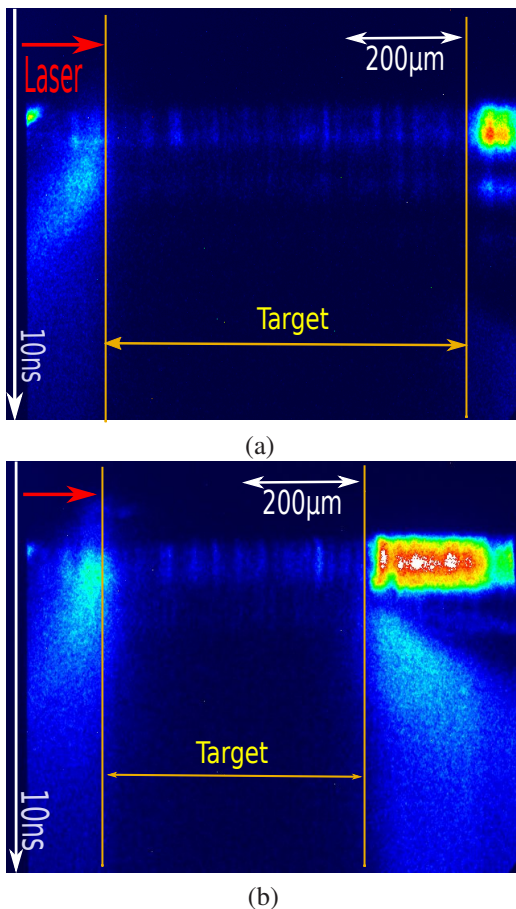 Laser
200μm
Target
10ns
(a)
200μm
Target
10ns
(b)